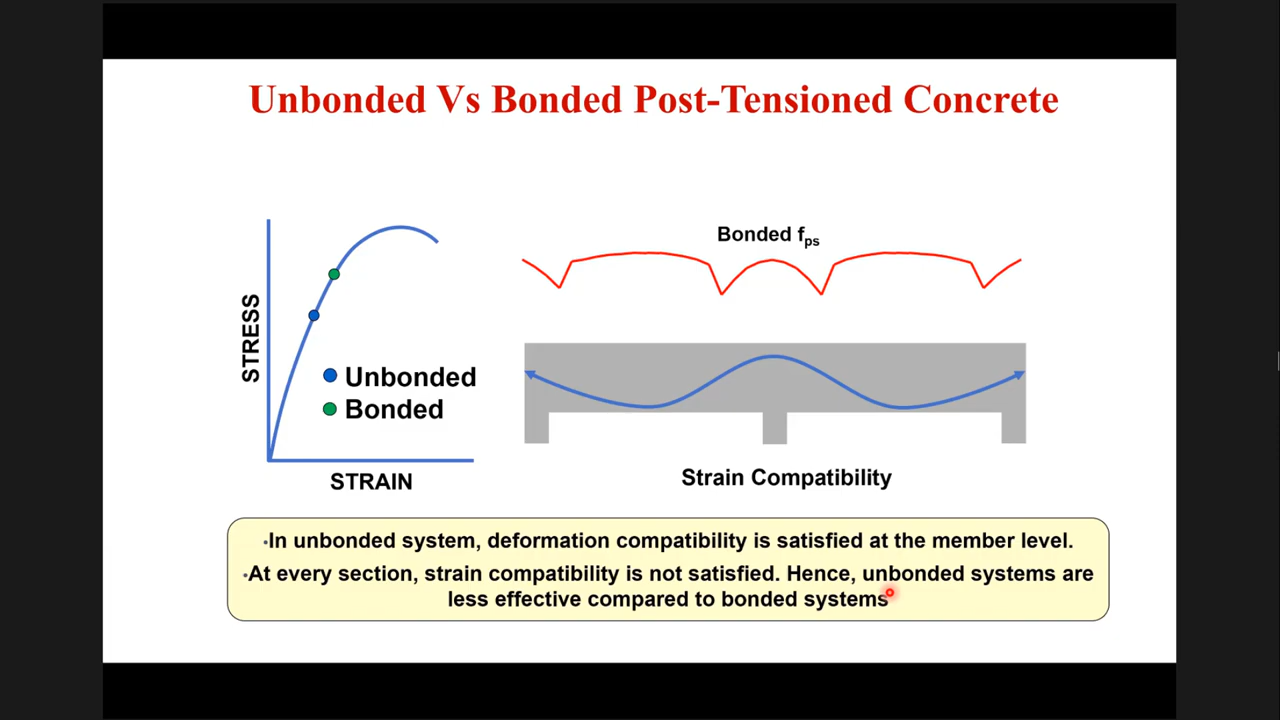 Unbonded Vs Bonded Post-Tensioned Concrete
STRESS
Unbonded
Bonded
STRAIN
Bonded fps
Strain Compatibility
•In unbonded system, deformation compatibility is satisfied at the member level.
•At every section, strain compatibility is not satisfied. Hence, unbonded systems are
less effective compared to bonded systems